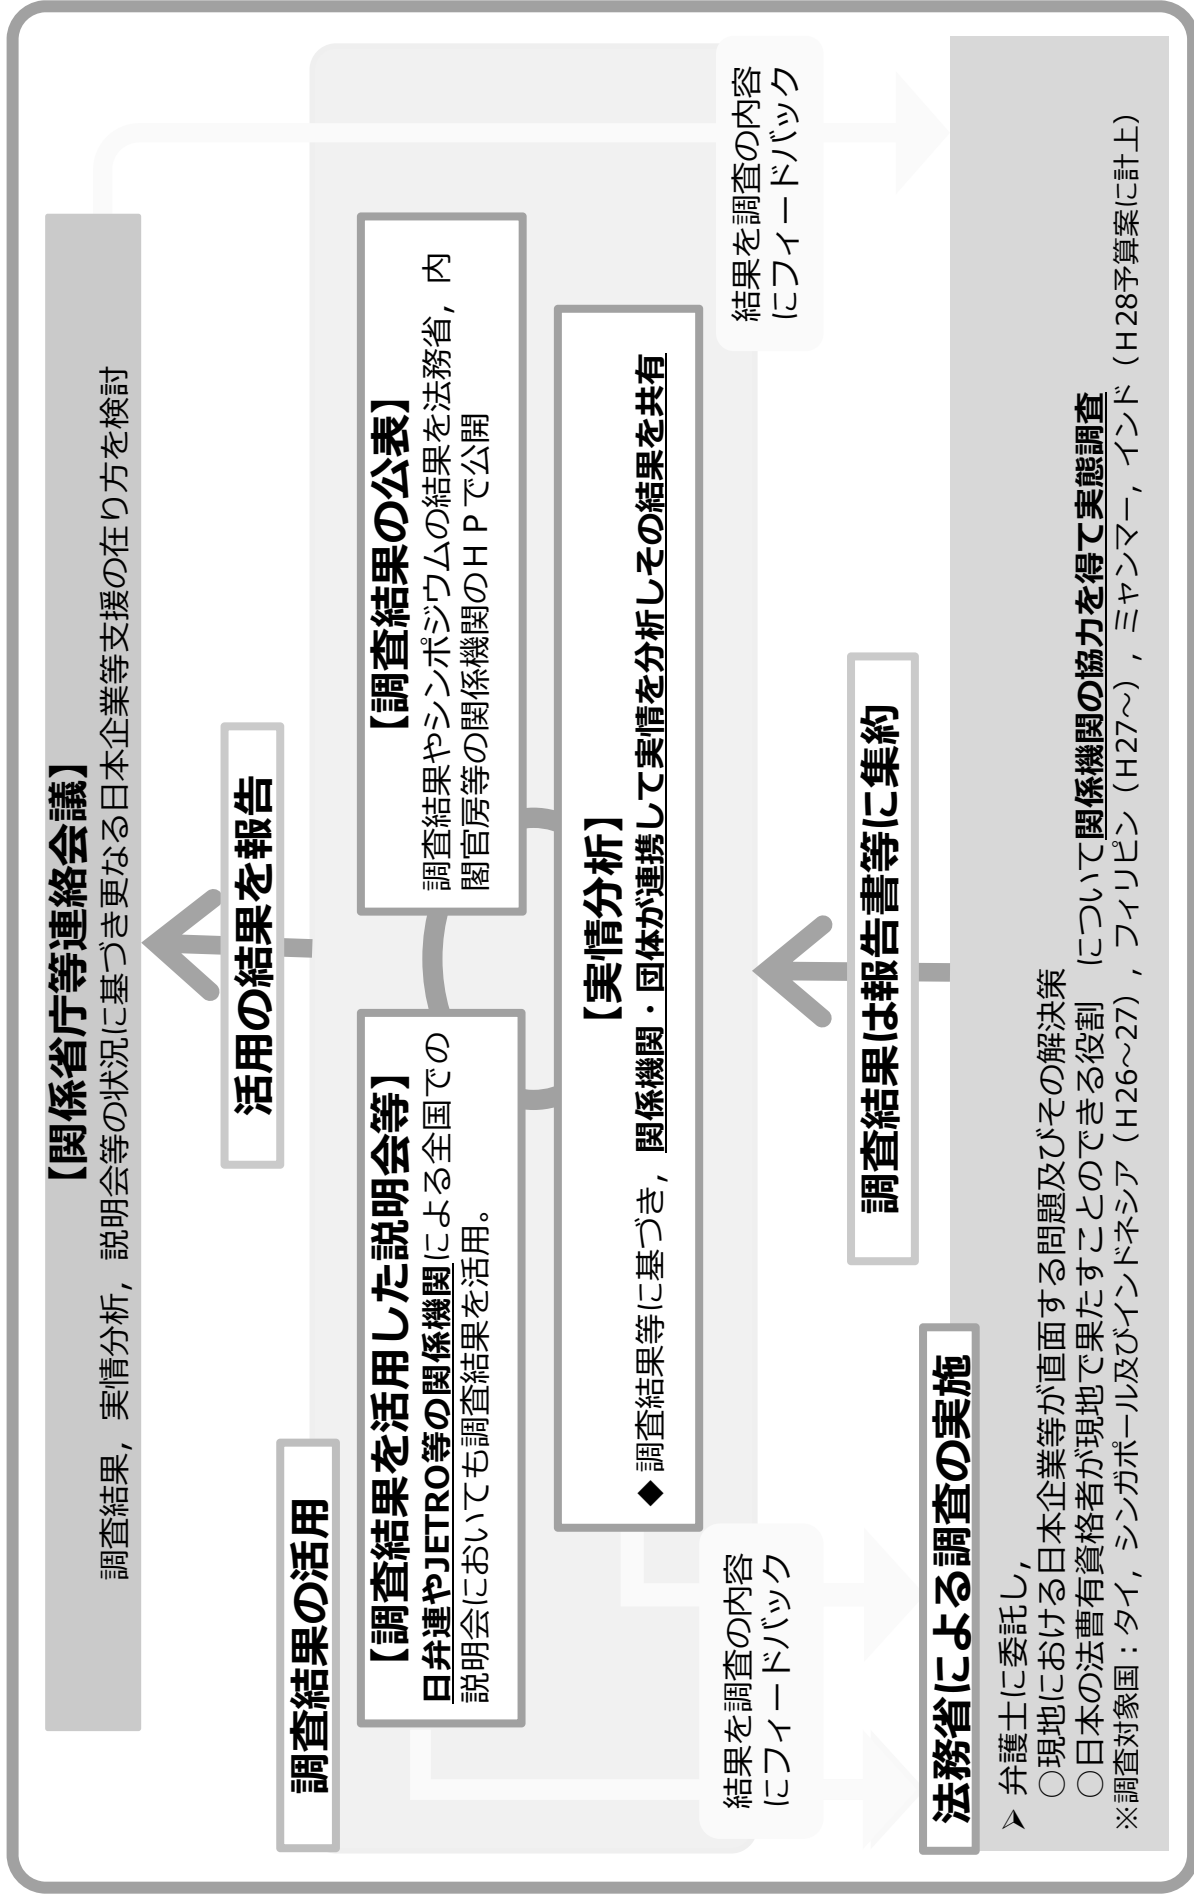 【関係省庁等連絡会議】
調査結果，実情分析，説明会等の状況に基づき更なる日本企業等支援の在り方を検討
活用の結果を報告
調査結果の活用
【調査結果を活用した説明会等】
日弁連やJETRO等の関係機関による全国での
説明会においても調査結果を活用。
【調査結果の公表】
調査結果やシンポジウムの結果を法務省，内
閣官房等の関係機関のＨＰで公開
【実情分析】
◆調査結果等に基づき，関係機関・団体が連携して実情を分析しその結果を共有
結果を調査の内容
にフィードバック
結果を調査の内容
にフィードバック
調査結果は報告書等に集約
法務省による調査の実施
➢ 弁護士に委託し，
○現地における日本企業等が直面する問題及びその解決策
○日本の法曹有資格者が現地で果たすことのできる役割　について関係機関の協力を得て実態調査
※調査対象国：タイ，シンガポール及びインドネシア（H26～27），フィリピン（H27～），ミャンマー，インド（H28予算案に計上）